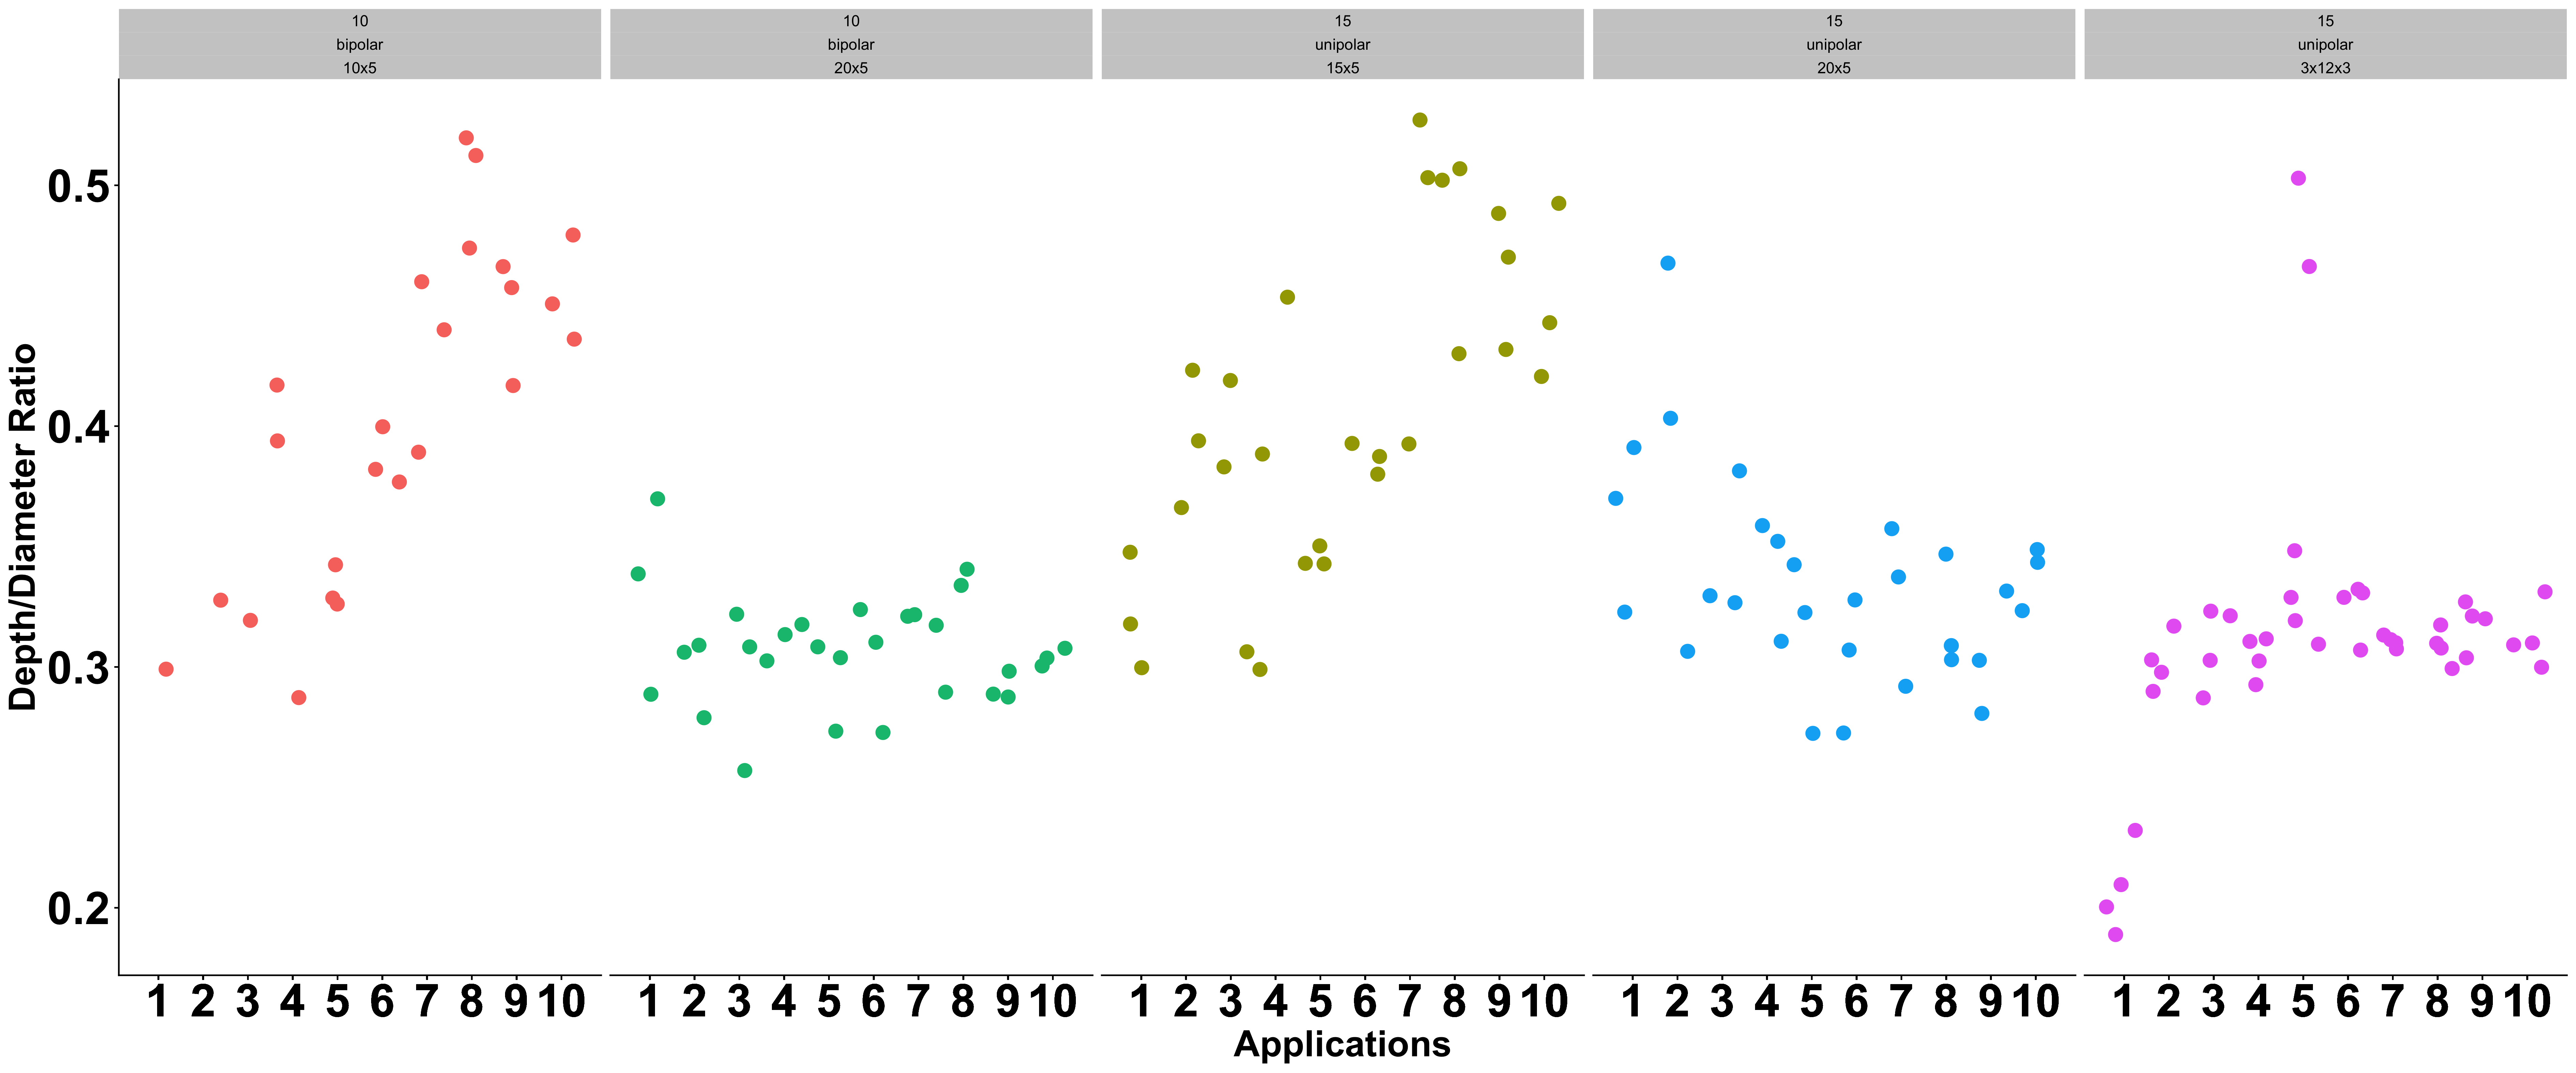 10
bipolar
10x5
10
bipolar
20x5
15
unipolar
15x5
15
unipolar
20x5
15
unipolar
3x12x3
Depth/Diameter Ratio
0.5
0.4
0.3
0.2
1 2 3 4 5 6 7 8 9 10
1 2 3 4 5 6 7 8 9 10
1 2 3 4 5 6 7 8 9 10
1 2 3 4 5 6 7 8 9 10
1 2 3 4 5 6 7 8 9 10
Applications